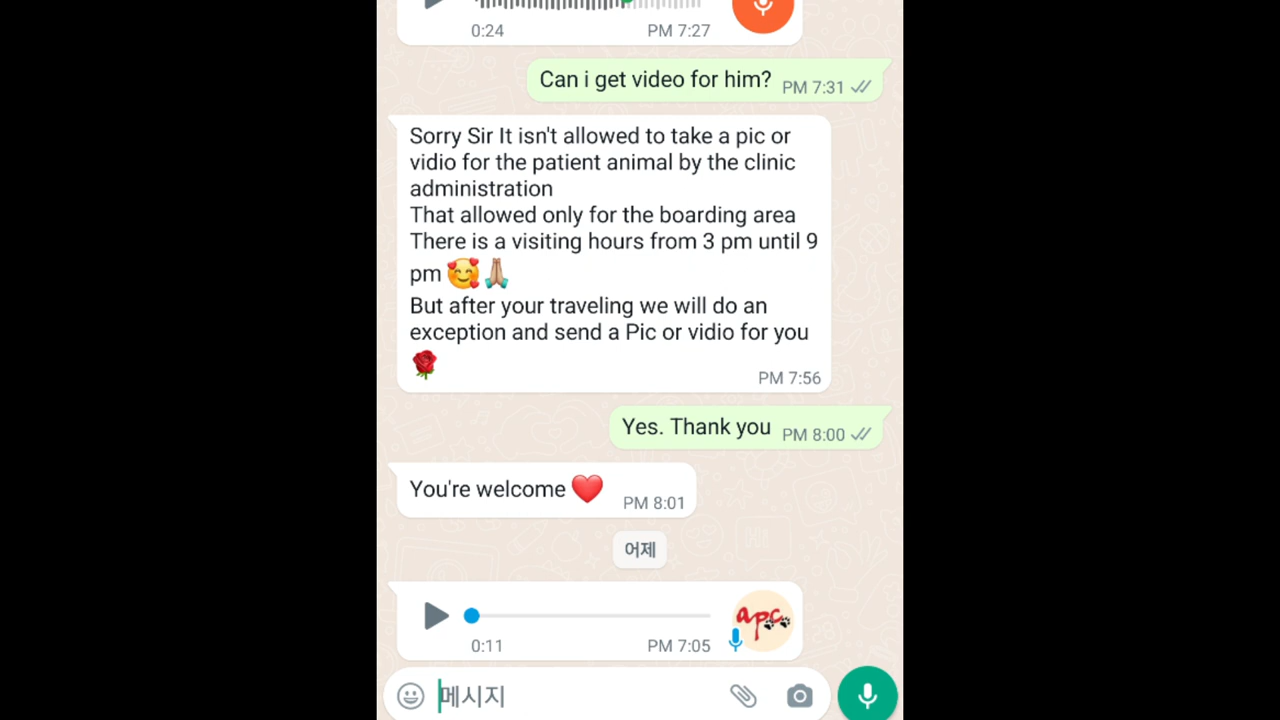 0:24 PM 7:27
Can i get video for him? PM 7:31
Sorry Sir It isn't allowed to take a pic or
vidio for the patient animal by the clinic
administration
That allowed only for the boarding area
There is a visiting hours from 3 pm until 9
pm 🥰🙏🏼
But after your traveling we will do an
exception and send a Pic or vidio for you
🌹
PM 7:56
Yes. Thank you PM 8:00
You're welcome ❤️ PM 8:01
어제
apc
0:11 PM 7:05
메시지